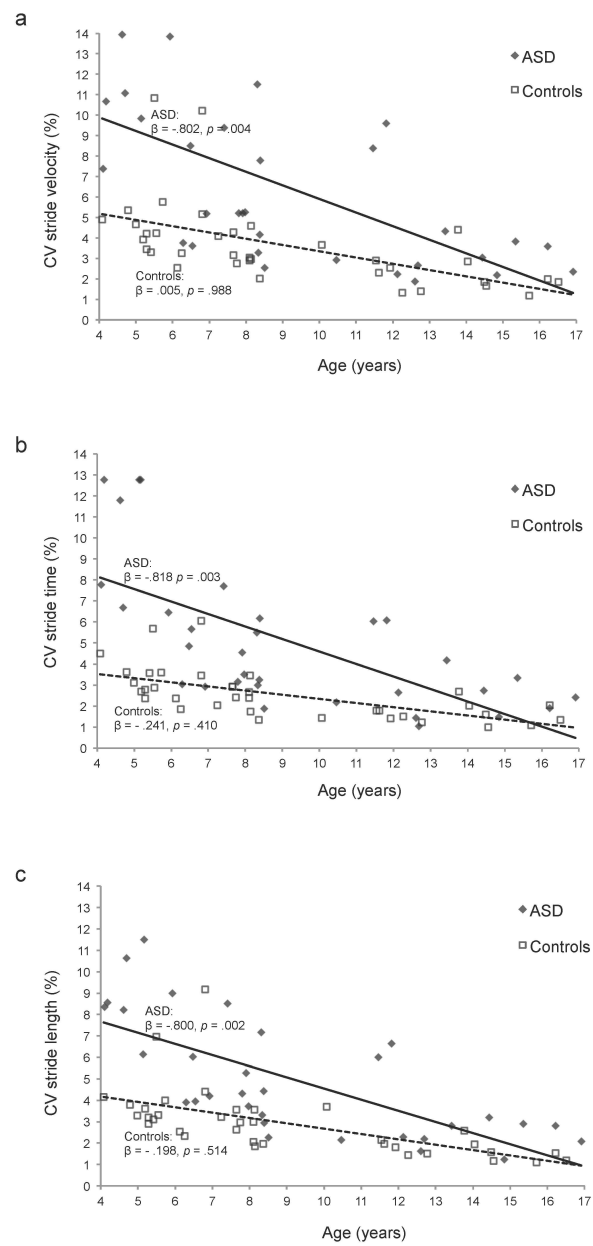 a
14
13
12
11
10
9
8
7
6
5
4
3
2
1
0
CV stride velocity (%)
ASD
Controls
ASD:
β = -.802, p = .004
Controls:
β = .005, p = .988
4 5 6 7 8 9 10 11 12 13 14 15 16 17
Age (years)
b
14
13
12
11
10
9
8
7
6
5
4
3
2
1
0
CV stride time (%)
ASD
Controls
ASD:
β = -.818 p = .003
Controls:
β = - .241, p = .410
4 5 6 7 8 9 10 11 12 13 14 15 16 17
Age (years)
c
14
13
12
11
10
9
8
7
6
5
4
3
2
1
0
CV stride length (%)
ASD
Controls
ASD:
β = -.800, p = .002
Controls:
β = - .198, p = .514
4 5 6 7 8 9 10 11 12 13 14 15 16 17
Age (years)